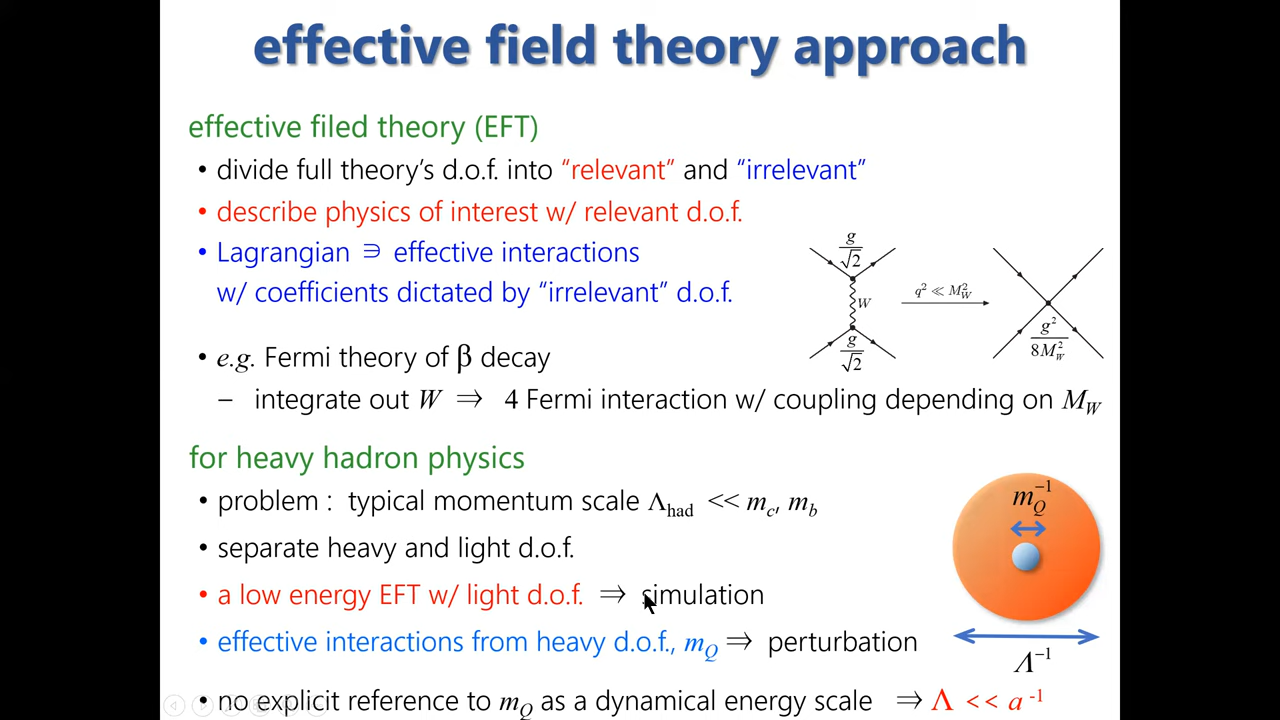 effective field theory approach
effective filed theory (EFT)
• divide full theory's d.o.f. into “relevant” and “irrelevant”
• describe physics of interest w/ relevant d.o.f.
• Lagrangian ∋ effective interactions
w/ coefficients dictated by “irrelevant” d.o.f.
g/√2
W
g/√2
q² ≪ M_W²
g²/8M_W²
• e.g. Fermi theory of β decay
– integrate out W ⇒ 4 Fermi interaction w/ coupling depending on M_W
for heavy hadron physics
• problem : typical momentum scale Λ_had << m_c, m_b
• separate heavy and light d.o.f.
• a low energy EFT w/ light d.o.f. ⇒ simulation
• effective interactions from heavy d.o.f., m_Q ⇒ perturbation
• no explicit reference to m_Q as a dynamical energy scale ⇒ Λ << a⁻¹
m_Q⁻¹
Λ⁻¹